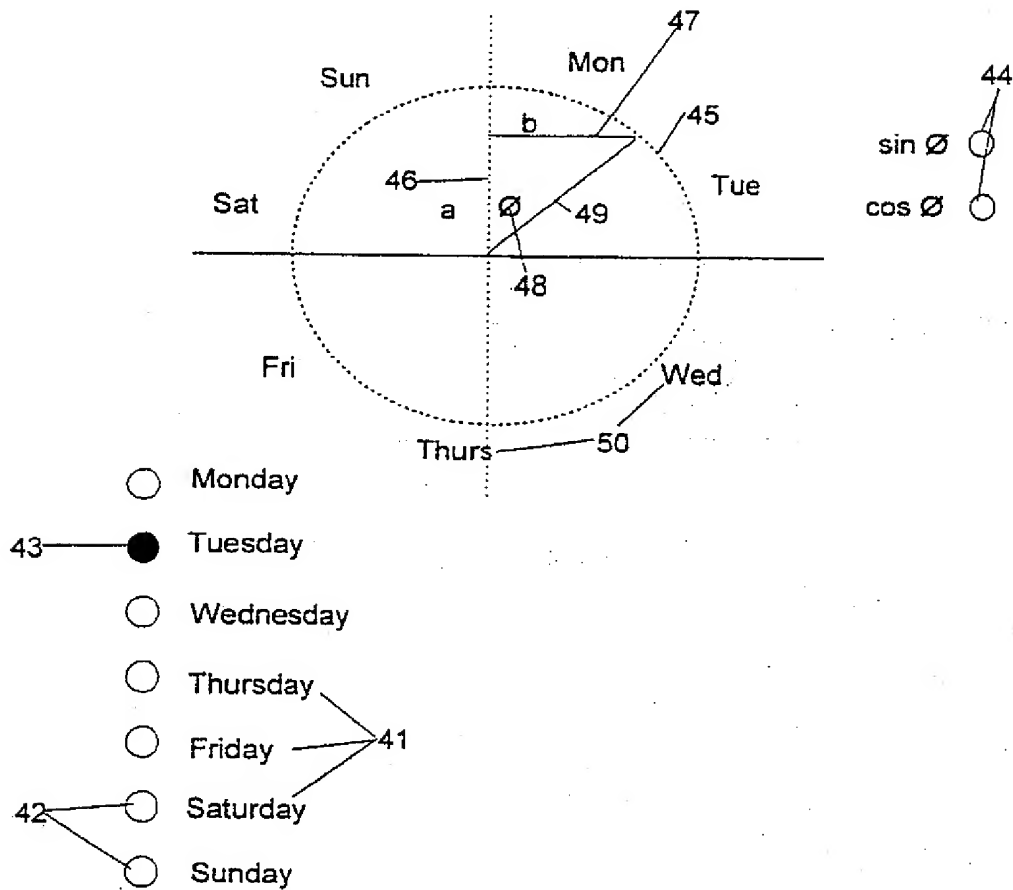 47
Sun
Mon
44
b
45
sin Ø
46
Tue
Sat
a
Ø
49
cos Ø
48
Fri
Wed
Thurs
50
Monday
43
Tuesday
Wednesday
Thursday
41
Friday
42
Saturday
Sunday